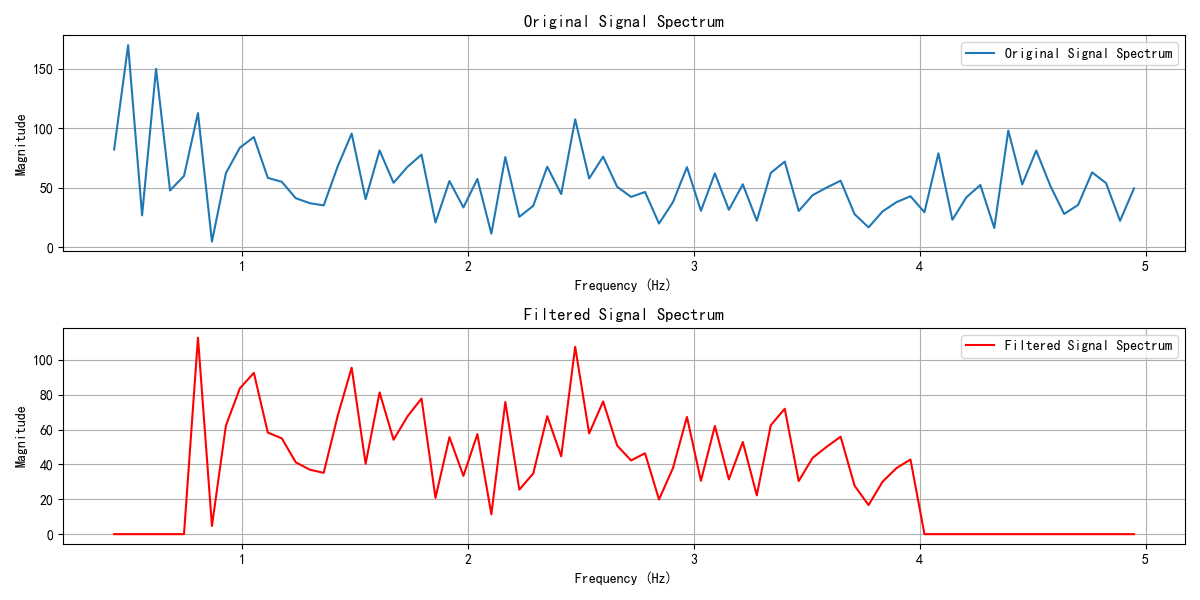 Original Signal Spectrum
Original Signal Spectrum
Magnitude
150
100
50
0
1 2 3 4 5
Frequency (Hz)
Filtered Signal Spectrum
Filtered Signal Spectrum
Magnitude
100
80
60
40
20
0
1 2 3 4 5
Frequency (Hz)